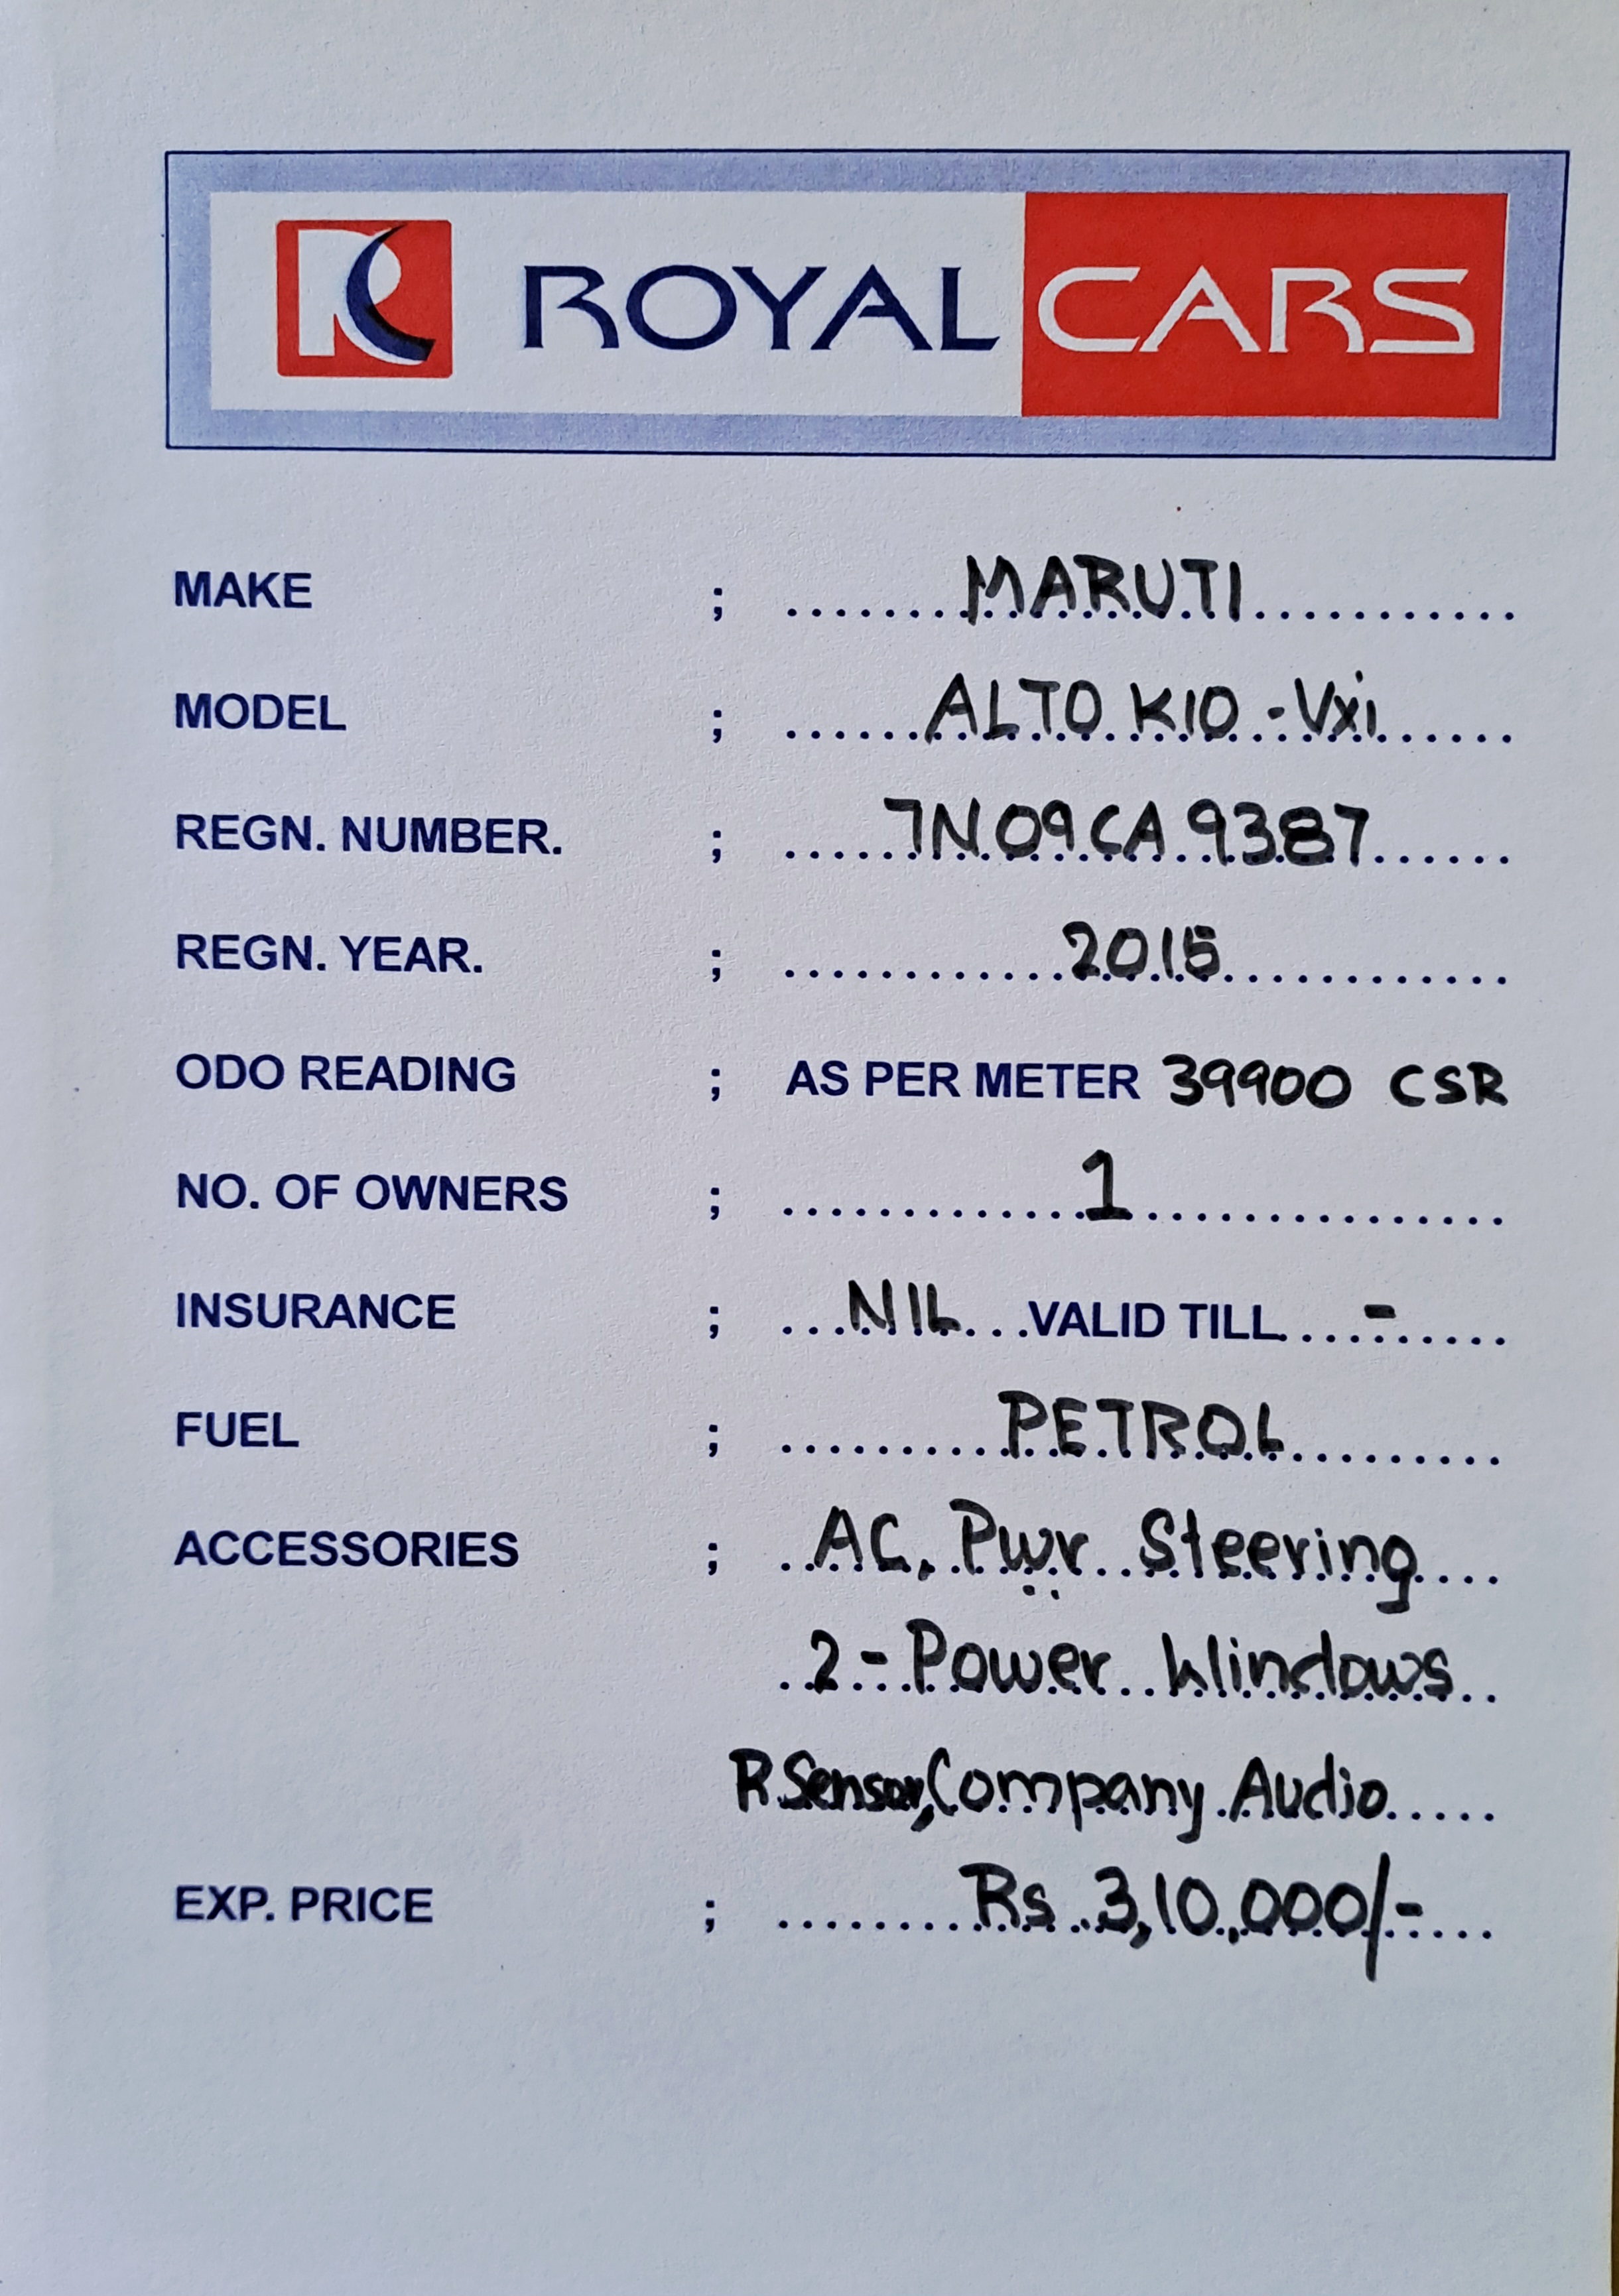 ROYAL CARS
MAKE ; MARUTI
MODEL ; ALTO K10 - Vxi
REGN. NUMBER. ; TN 09 CA 9387
REGN. YEAR. ; 2015
ODO READING ; AS PER METER 39900 CSR
NO. OF OWNERS ; 1
INSURANCE ; NIL VALID TILL -
FUEL ; PETROL
ACCESSORIES ; AC, Pwr Steering
2 - Power Windows
R Sensor, Company Audio
EXP. PRICE ; Rs 3,10,000/-